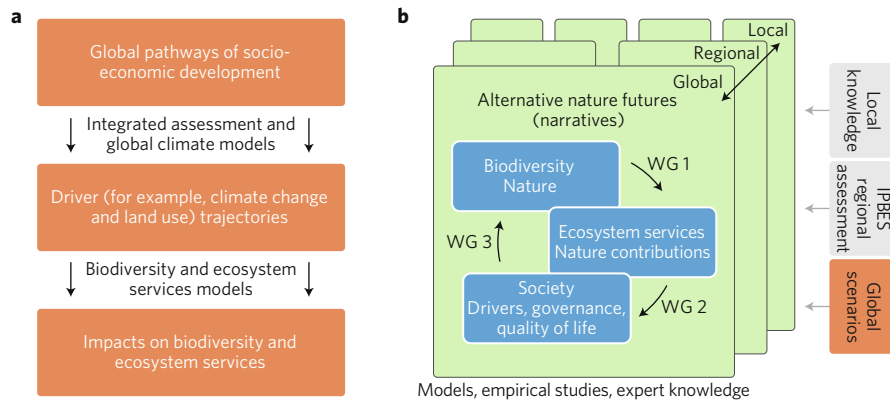 a
Global pathways of socio-
economic development
Integrated assessment and
global climate models
Driver (for example, climate change
and land use) trajectories
Biodiversity and ecosystem
services models
Impacts on biodiversity and
ecosystem services
b
Local
Regional
Global
Alternative nature futures
(narratives)
Biodiversity
Nature
WG 1
Ecosystem services
Nature contributions
WG 3
Society
Drivers, governance,
quality of life
WG 2
Models, empirical studies, expert knowledge
Local
knowledge
IPBES
regional
assessment
Global
scenarios